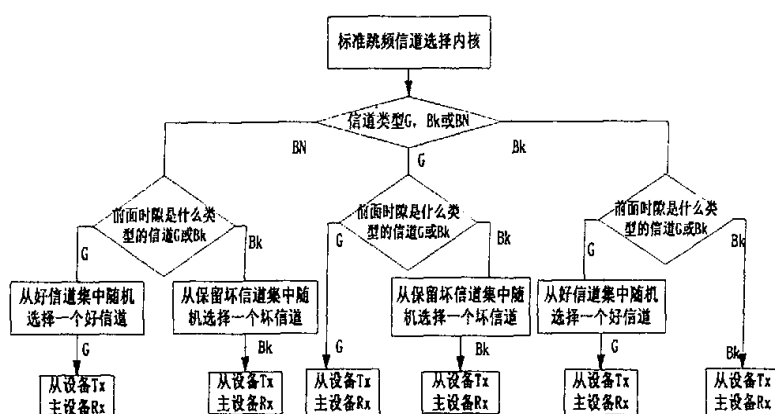 标准跳频信道选择内核
信道类型G, Bk或BN
BN
G
Bk
前面时隙是什么类
型的信道G或Bk
前面时隙是什么类
型的信道G或Bk
前面时隙是什么类
型的信道G或Bk
G
Bk
G
Bk
G
Bk
从好信道集中随机
选择一个好信道
从保留坏信道集中随
机选择一个坏信道
从保留坏信道集中随
机选择一个坏信道
从好信道集中随机
选择一个好信道
G
Bk
G
Bk
G
Bk
从设备Tx
主设备Rx
从设备Tx
主设备Rx
从设备Tx
主设备Rx
从设备Tx
主设备Rx
从设备Tx
主设备Rx
从设备Tx
主设备Rx